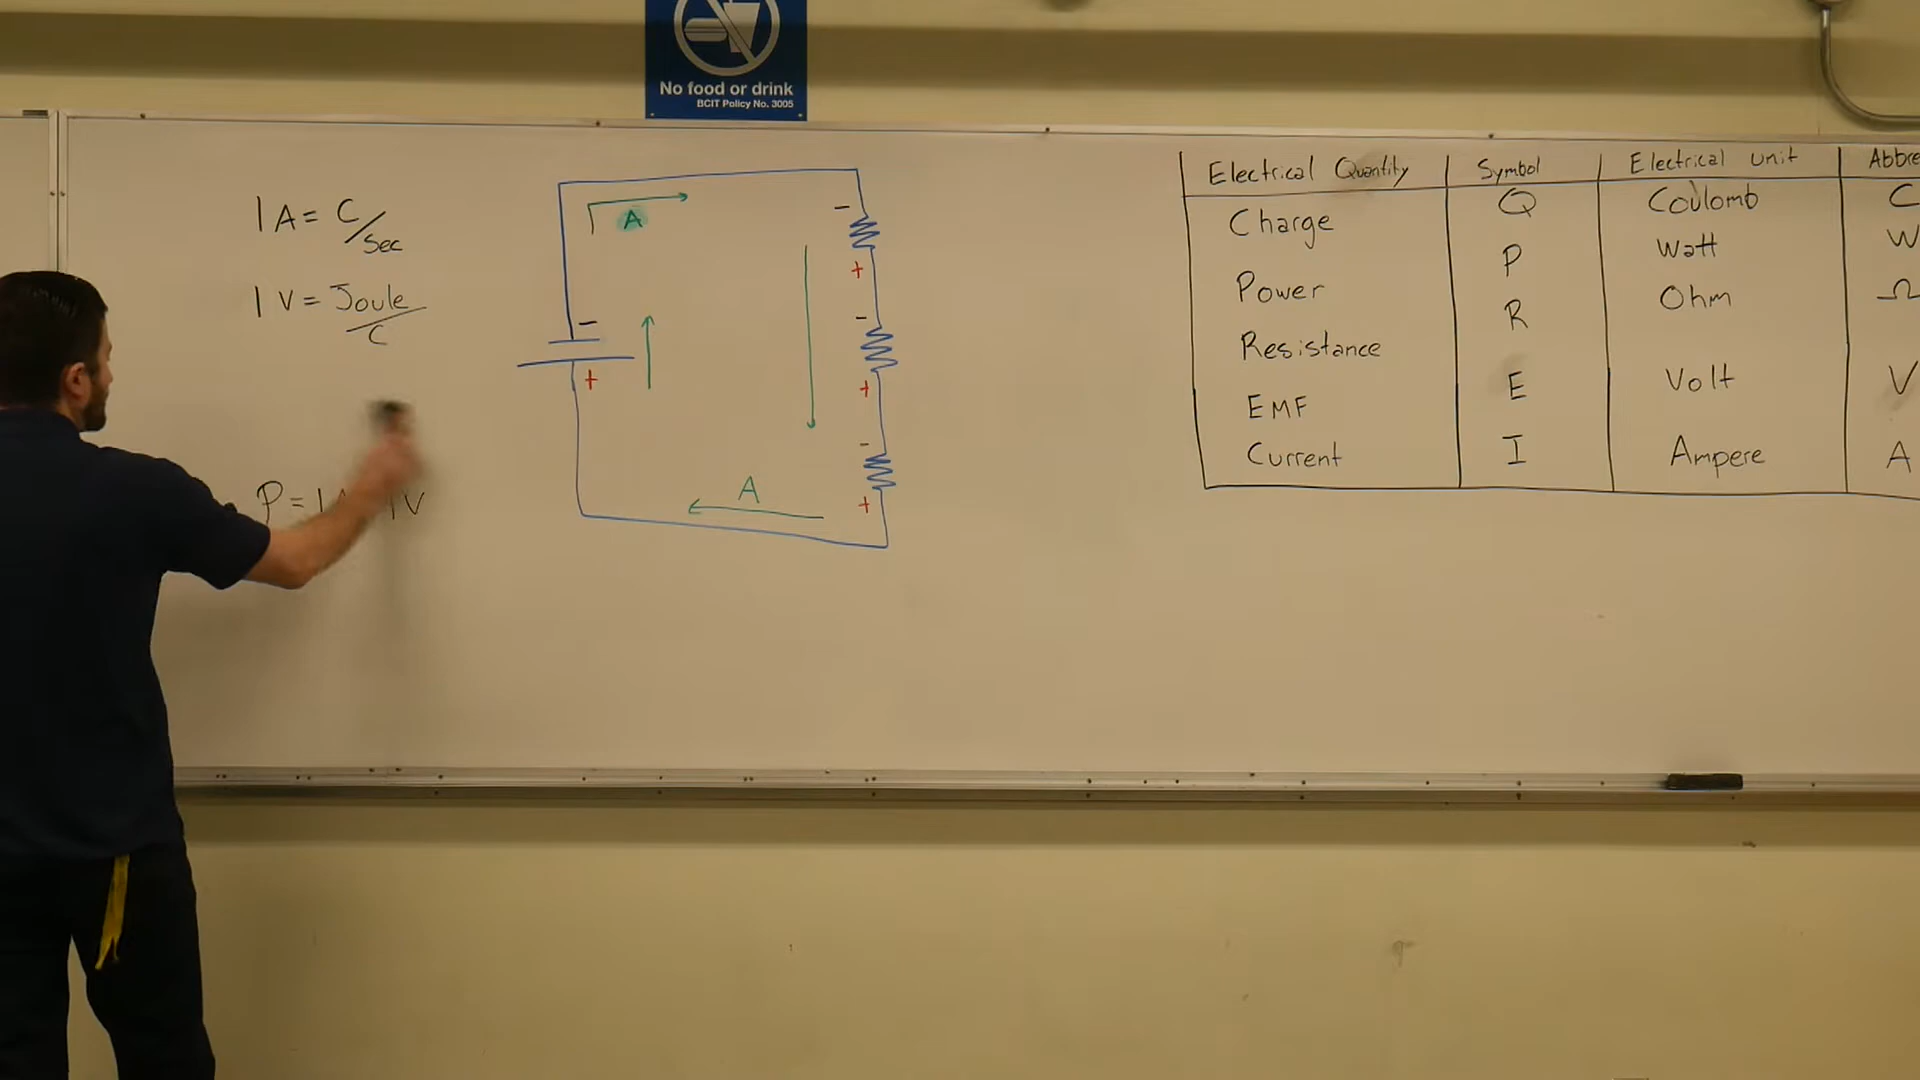 No food or drink
BCIT Policy No. 3005
1 A = C/Sec
1 V = Joule/C
P = 1 V
A
-
+
-
+
-
+
-
+
A
Electrical Quantity Symbol Electrical unit Abbre
Charge Q Coulomb C
Power P Watt W
Resistance R Ohm Ω
EMF E Volt V
Current I Ampere A